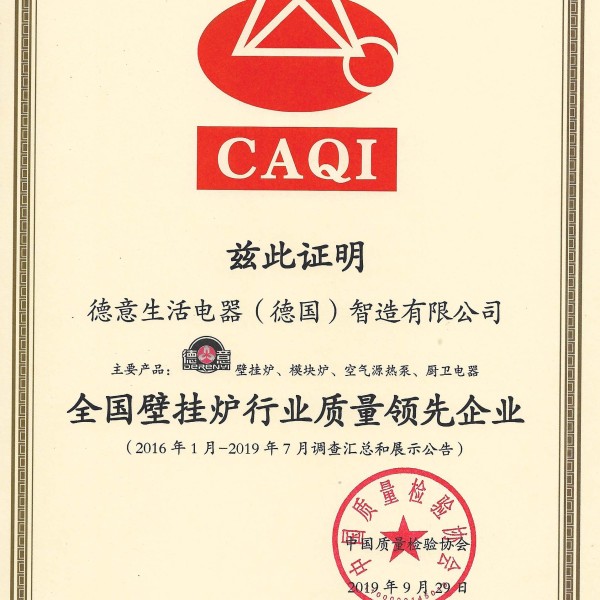 CAQI
兹此证明
德意生活电器（德国）智造有限公司
主要产品：德意 DERENYI 壁挂炉、模块炉、空气源热泵、厨卫电器
全国壁挂炉行业质量领先企业
（2016年1月-2019年7月调查汇总和展示公告）
中国质量检验协会
中国质量检验协会
2019年9月29日